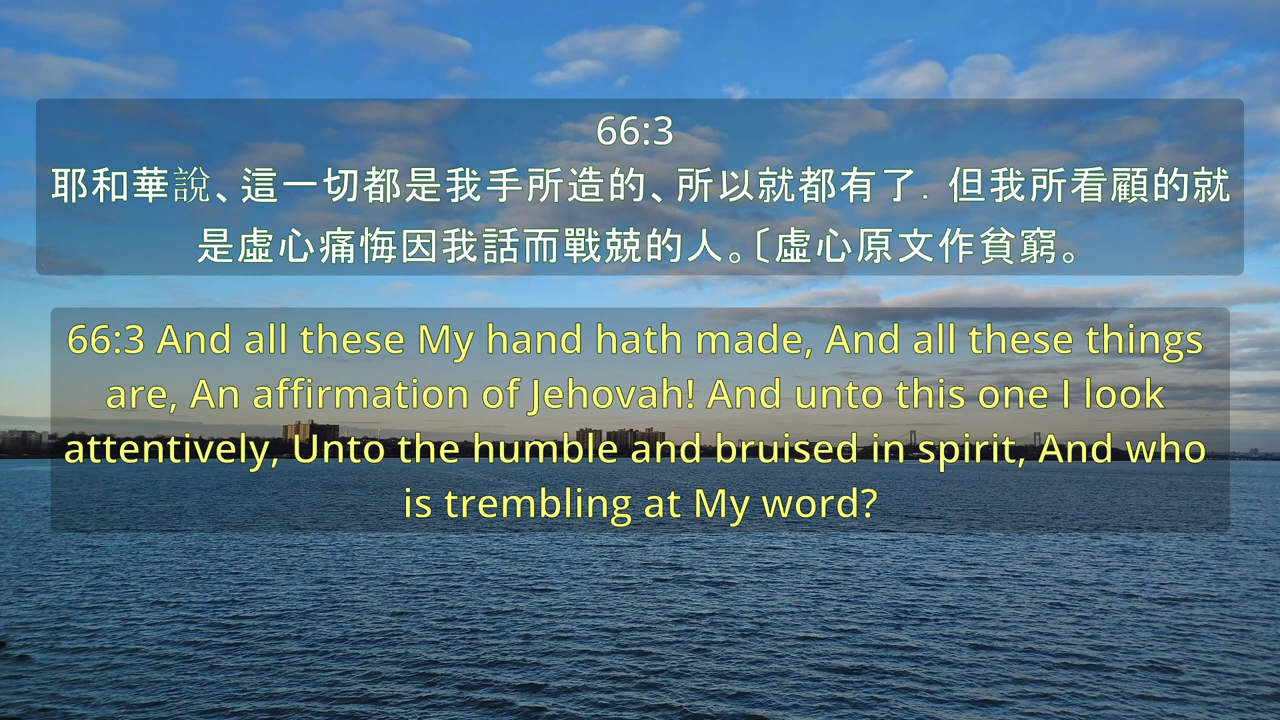 66:3
耶和華說、這一切都是我手所造的、所以就都有了．但我所看顧的就
是虛心痛悔因我話而戰兢的人。〔虛心原文作貧窮。
66:3 And all these My hand hath made, And all these things
are, An affirmation of Jehovah! And unto this one I look
attentively, Unto the humble and bruised in spirit, And who
is trembling at My word?